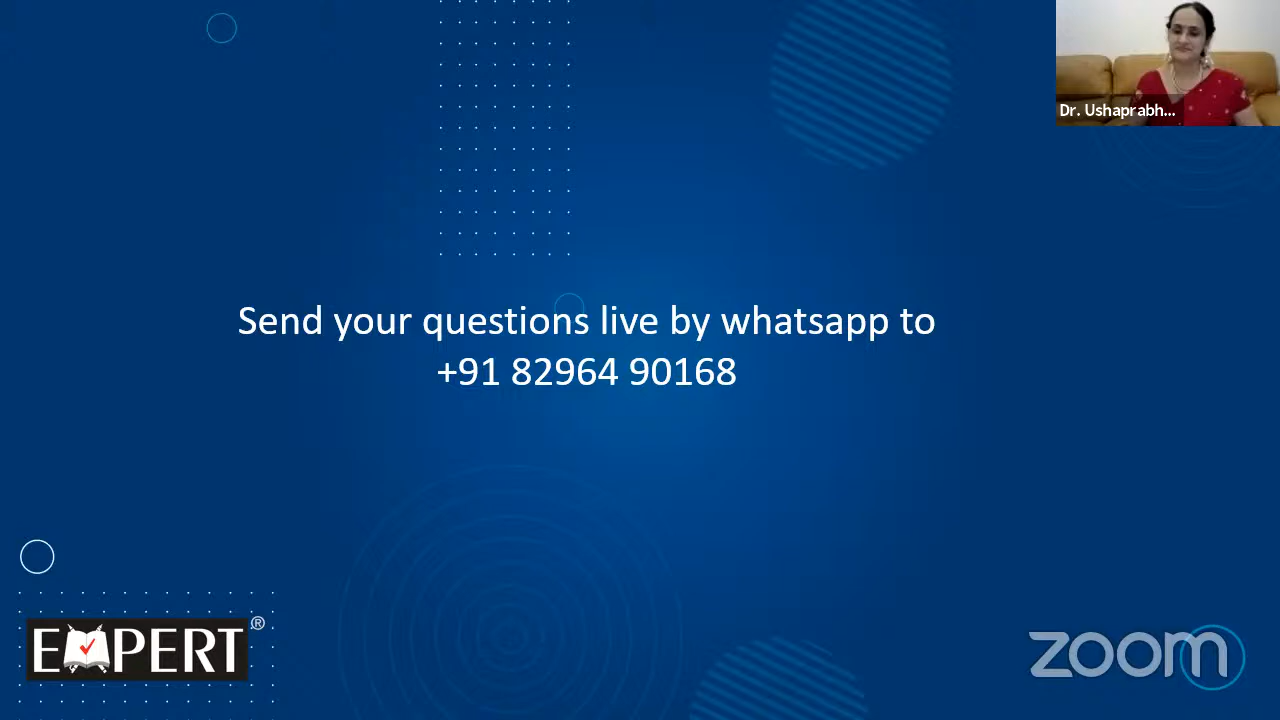 Dr. Ushaprabh...
Send your questions live by whatsapp to
+91 82964 90168
EXPERT®
zoom